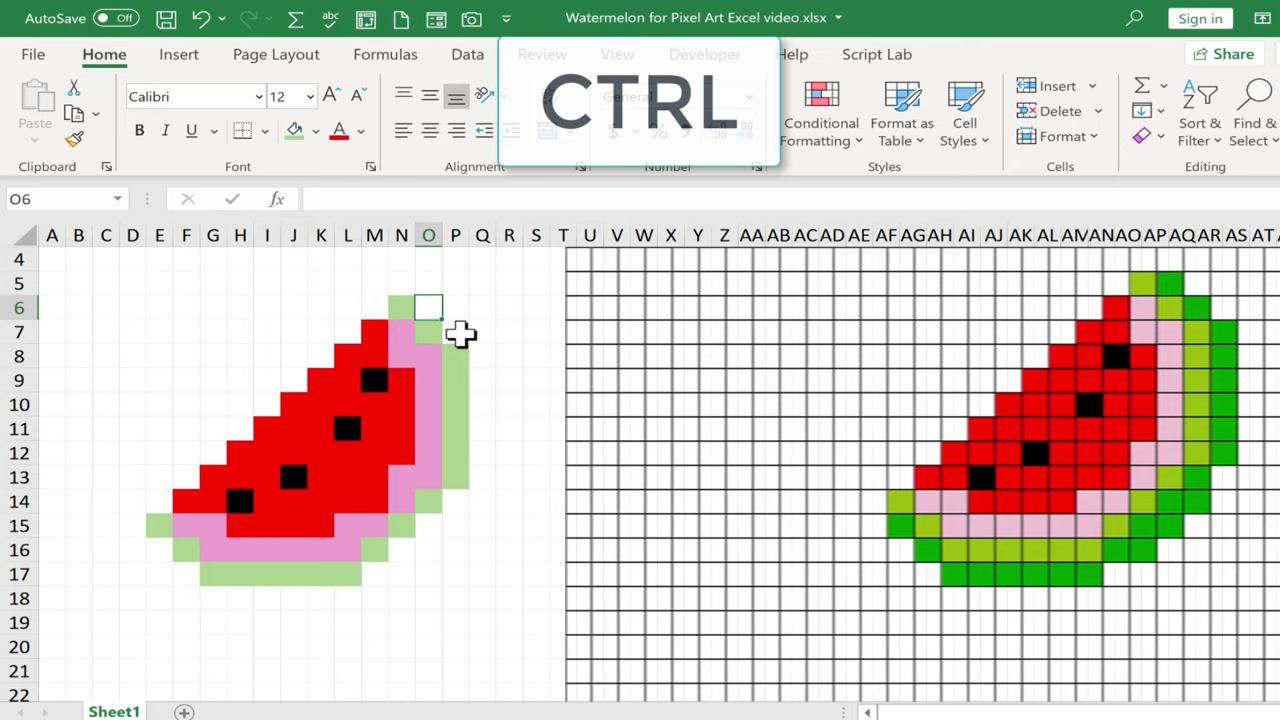 AutoSave Off Watermelon for Pixel Art Excel video.xlsx Sign in
File Home Insert Page Layout Formulas Data Review View Developer Help Script Lab Share
CTRL
Paste
Calibri 12 General
B I U A $ % ,
Conditional Formatting
Format as Table
Cell Styles
Insert
Delete
Format
Sort & Filter
Find & Select
Clipboard Font Alignment Number Styles Cells Editing
O6 fx
A B C D E F G H I J K L M N O P Q R S T U V W X Y Z AA AB AC AD AE AF AG AH AI AJ AK AL AM AN AO AP AQ AR AS AT
4
5
6
7
8
9
10
11
12
13
14
15
16
17
18
19
20
21
22
Sheet1